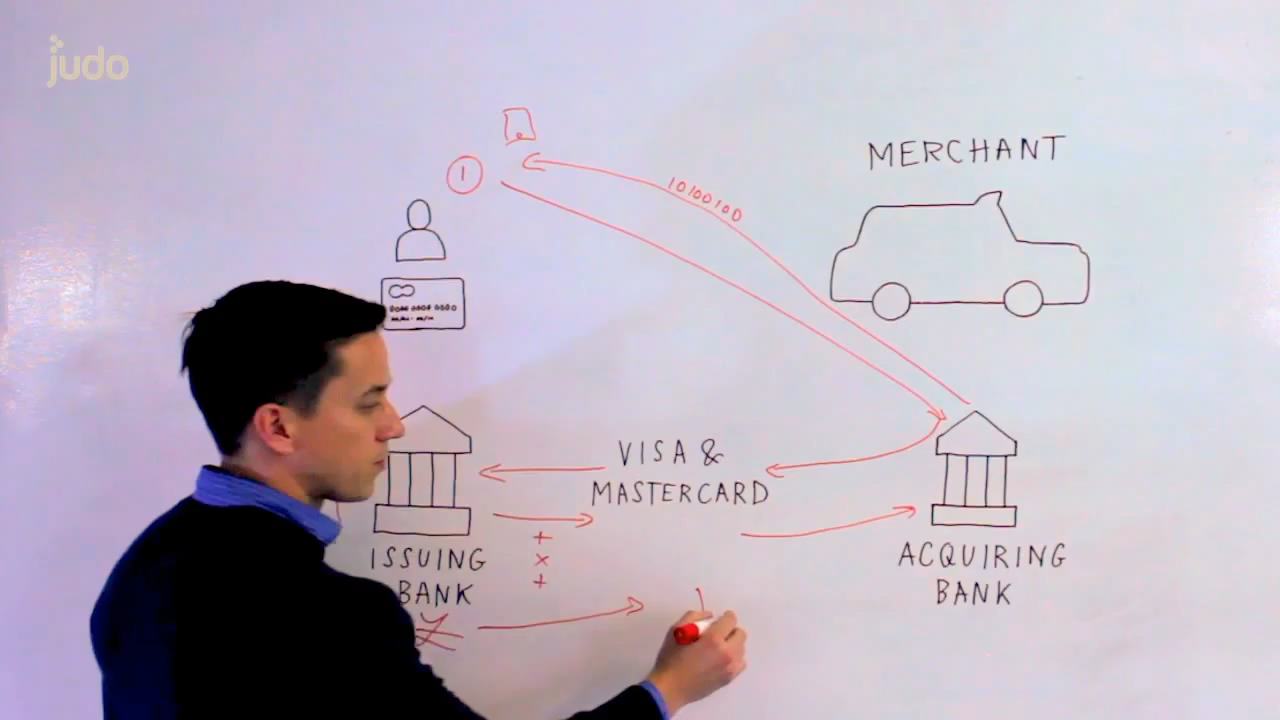 judo
1
10100100
MERCHANT
VISA &
MASTERCARD
ISSUING
BANK
ACQUIRING
BANK